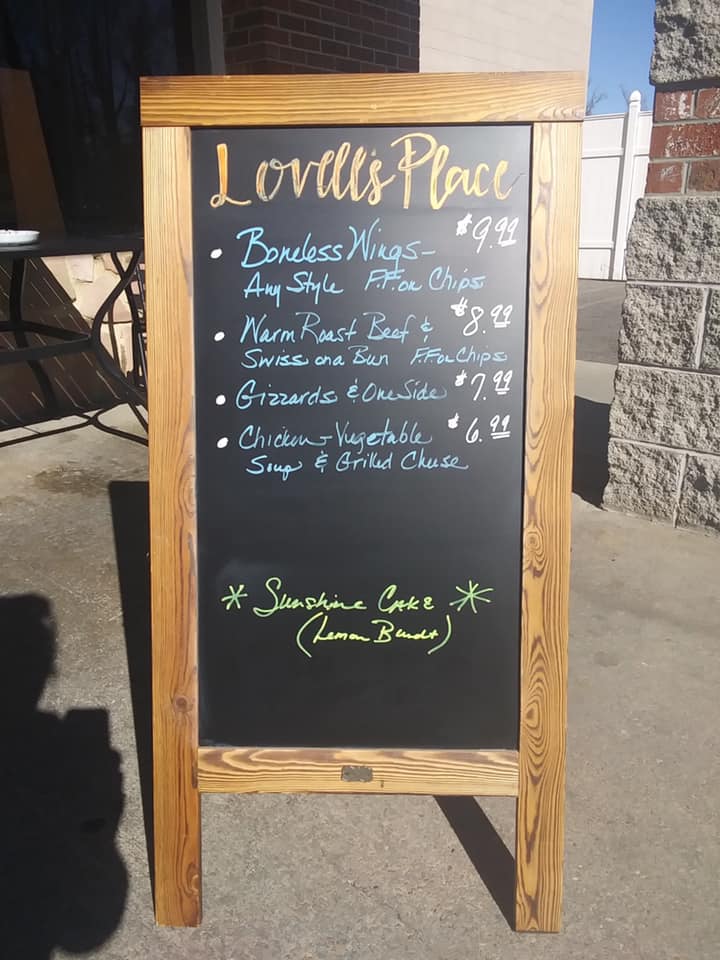 Lovell's Place
• Boneless Wings- $9.99
Any Style F.F. or Chips
• Warm Roast Beef & $8.99
Swiss on a Bun F.F. or Chips
• Gizzards & One Side $7.99
• Chicken-Vegetable $6.99
Soup & Grilled Cheese
* Sunshine Cake *
(Lemon Bundt)